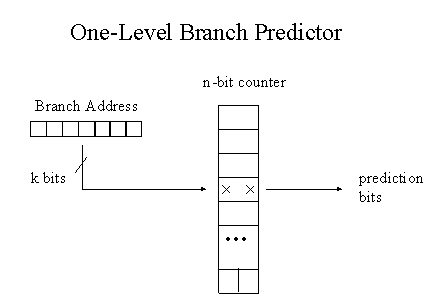 One-Level Branch Predictor
n-bit counter
Branch Address
k bits
× ×
prediction
bits
•••